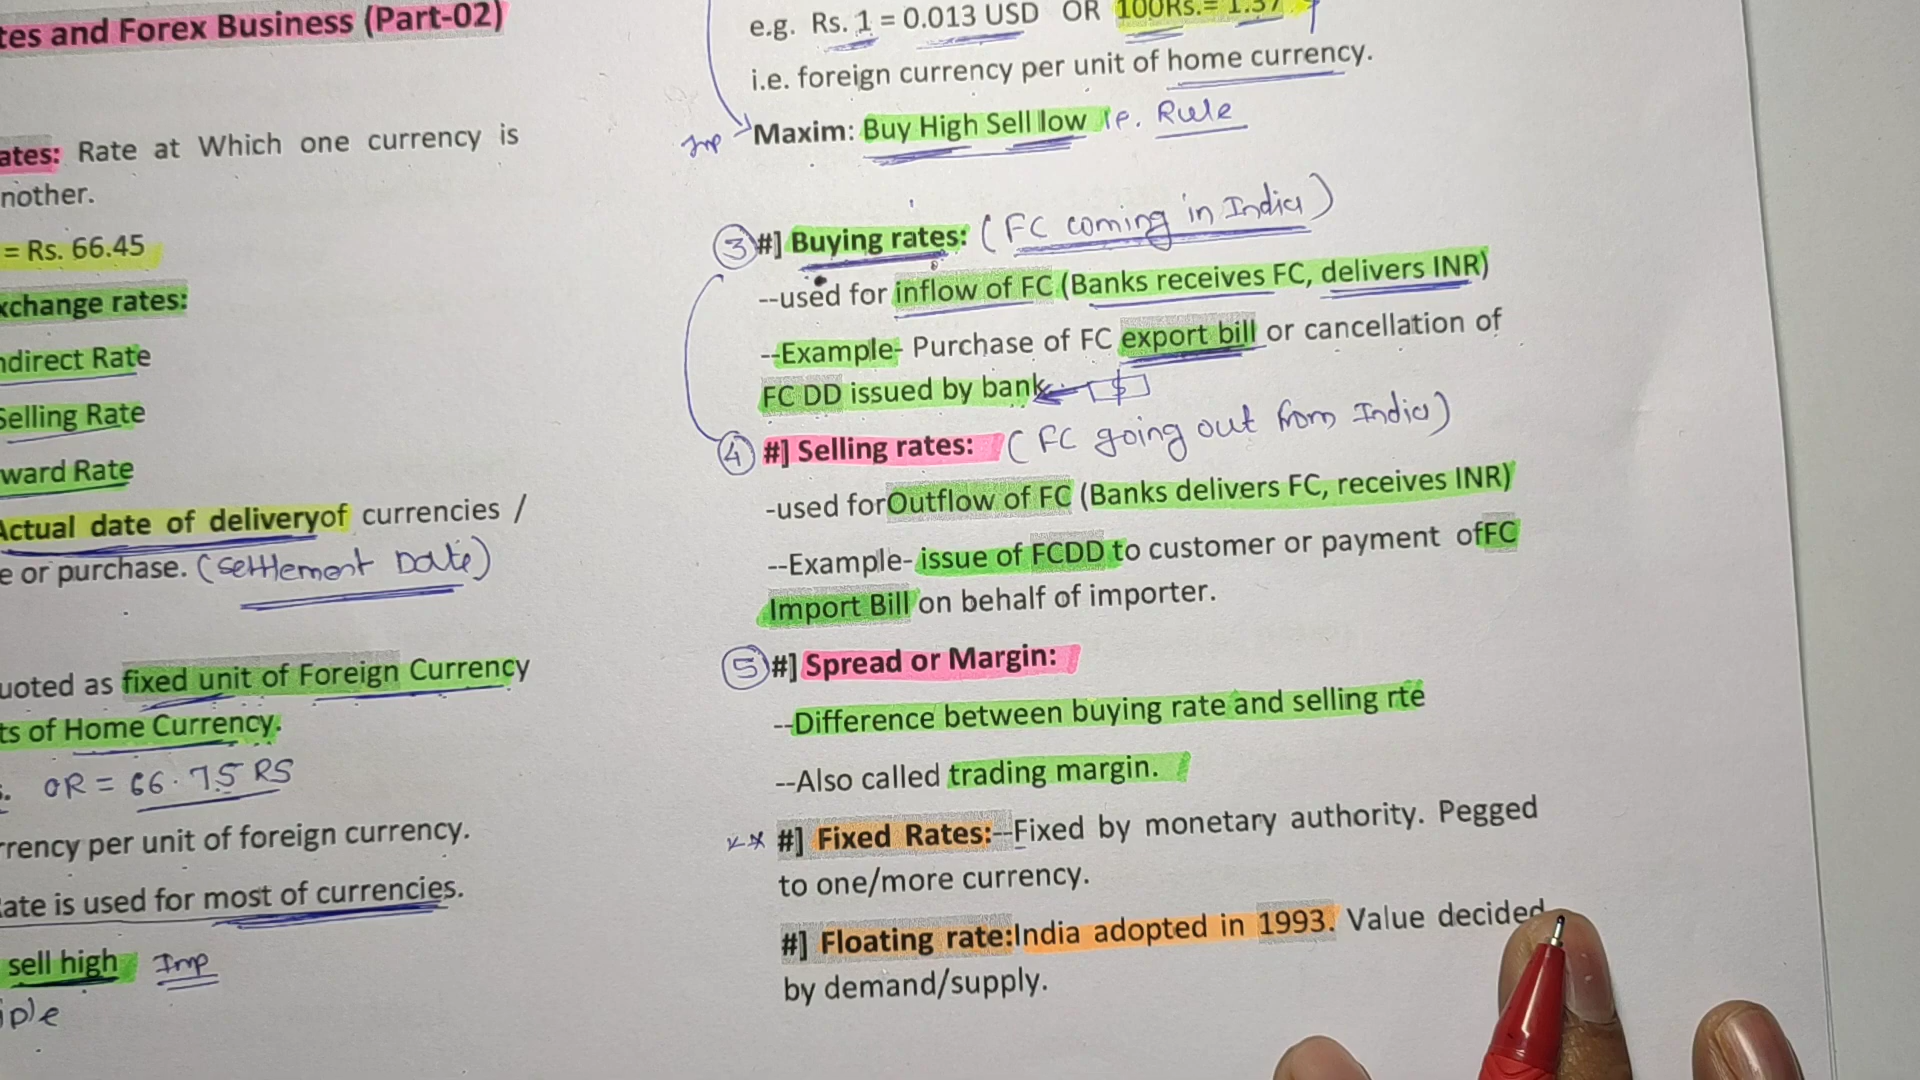 tes and Forex Business (Part-02)
ates: Rate at Which one currency is
nother.
= Rs. 66.45
xchange rates:
ndirect Rate
Selling Rate
ward Rate
Actual date of deliveryof currencies /
e or purchase. (Settlement Date)
uoted as fixed unit of Foreign Currency
ts of Home Currency.
s. OR = 66.75 RS
rrency per unit of foreign currency.
ate is used for most of currencies.
sell high Imp
iple
e.g. Rs. 1 = 0.013 USD OR 100Rs.= 1.37
i.e. foreign currency per unit of home currency.
Imp Maxim: Buy High Sell low i.e. Rule
3 #] Buying rates: (FC coming in India)
--used for inflow of FC (Banks receives FC, delivers INR)
--Example- Purchase of FC export bill or cancellation of
FC DD issued by bank $
4 #] Selling rates: (FC going out from India)
-used forOutflow of FC (Banks delivers FC, receives INR)
--Example- issue of FCDD to customer or payment ofFC
Import Bill on behalf of importer.
5 #] Spread or Margin:
--Difference between buying rate and selling rte
--Also called trading margin.
#] Fixed Rates:--Fixed by monetary authority. Pegged
to one/more currency.
#] Floating rate:India adopted in 1993. Value decided
by demand/supply.